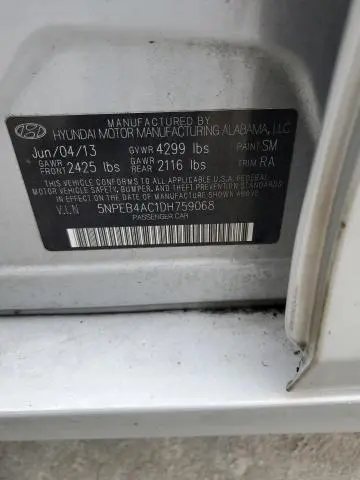 MANUFACTURED BY
HYUNDAI MOTOR MANUFACTURING ALABAMA, LLC
Jun/04/13 GVWR 4299 lbs PAINT SM
GAWR FRONT 2425 lbs GAWR REAR 2116 lbs TRIM RA
THIS VEHICLE CONFORMS TO ALL APPLICABLE U.S.A. FEDERAL
MOTOR VEHICLE SAFETY, BUMPER, AND THEFT PREVENTION
STANDARDS IN EFFECT ON THE DATE OF MANUFACTURE SHOWN ABOVE.
V.I.N 5NPEB4AC1DH759068
PASSENGER CAR